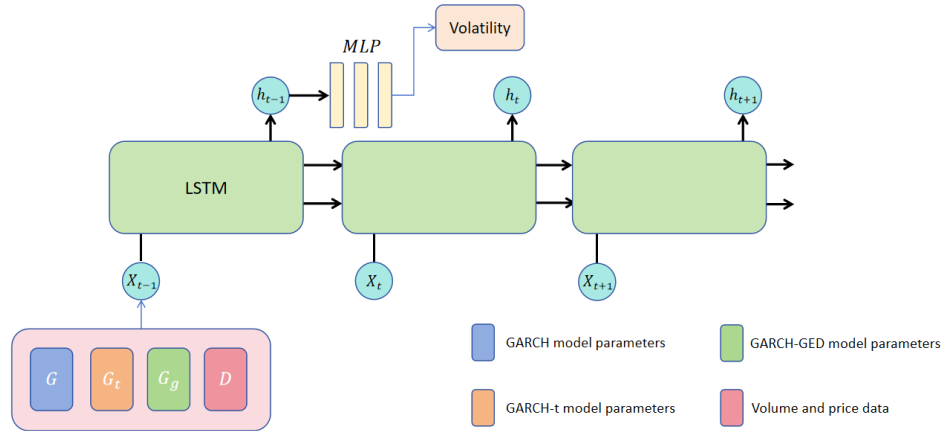 Volatility
MLP
h_{t-1}
h_t
h_{t+1}
LSTM
X_{t-1}
X_t
X_{t+1}
G G_t G_g D
GARCH model parameters
GARCH-GED model parameters
GARCH-t model parameters
Volume and price data